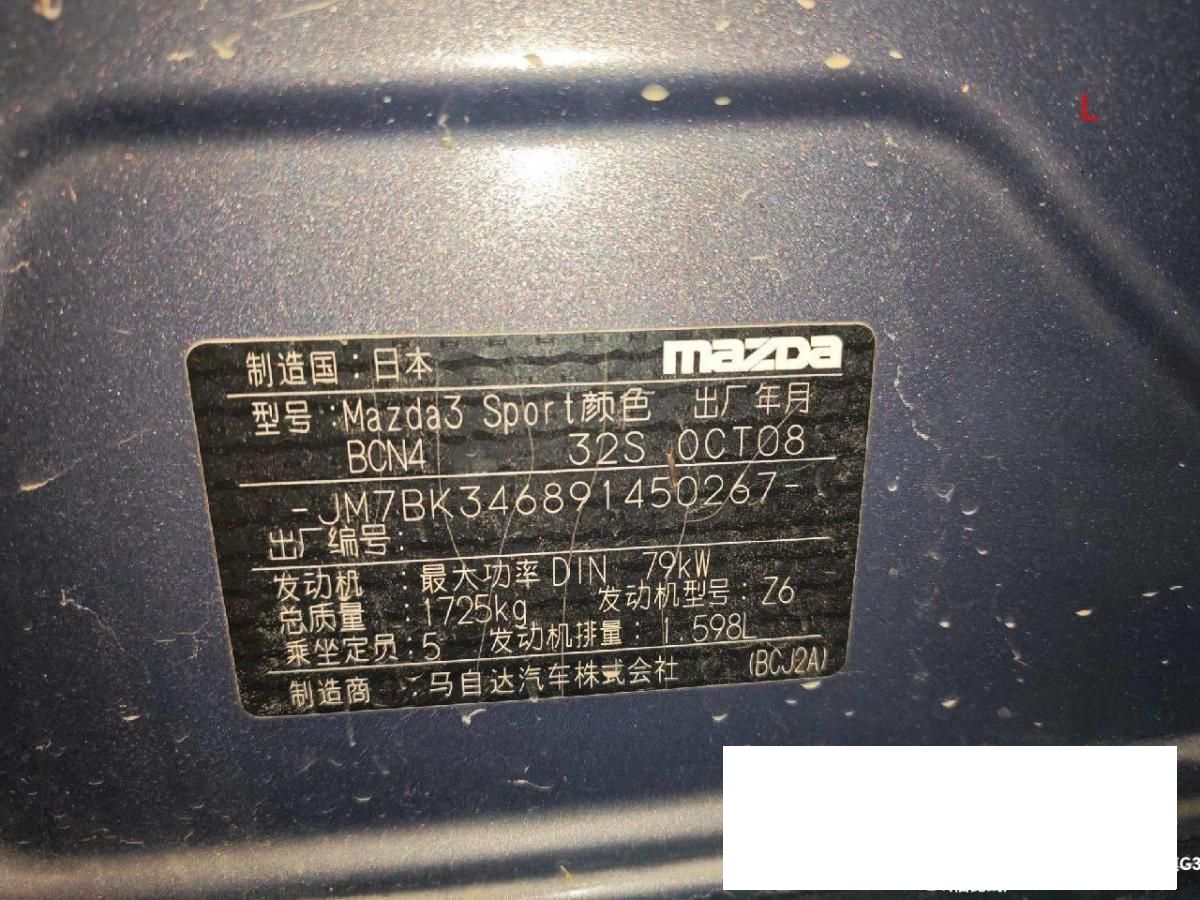 L
制造国：日本 mazda
型号：Mazda3 Sport颜色 出厂年月
BCN4 32S OCT08
-JM7BK346891450267-
出厂编号：
发动机 ：最大功率DIN 79kW
总质量 ：1725kg 发动机型号：Z6
乘坐定员：5 发动机排量：1.598L
制造商 ：马自达汽车株式会社 (BCJ2A)
G3